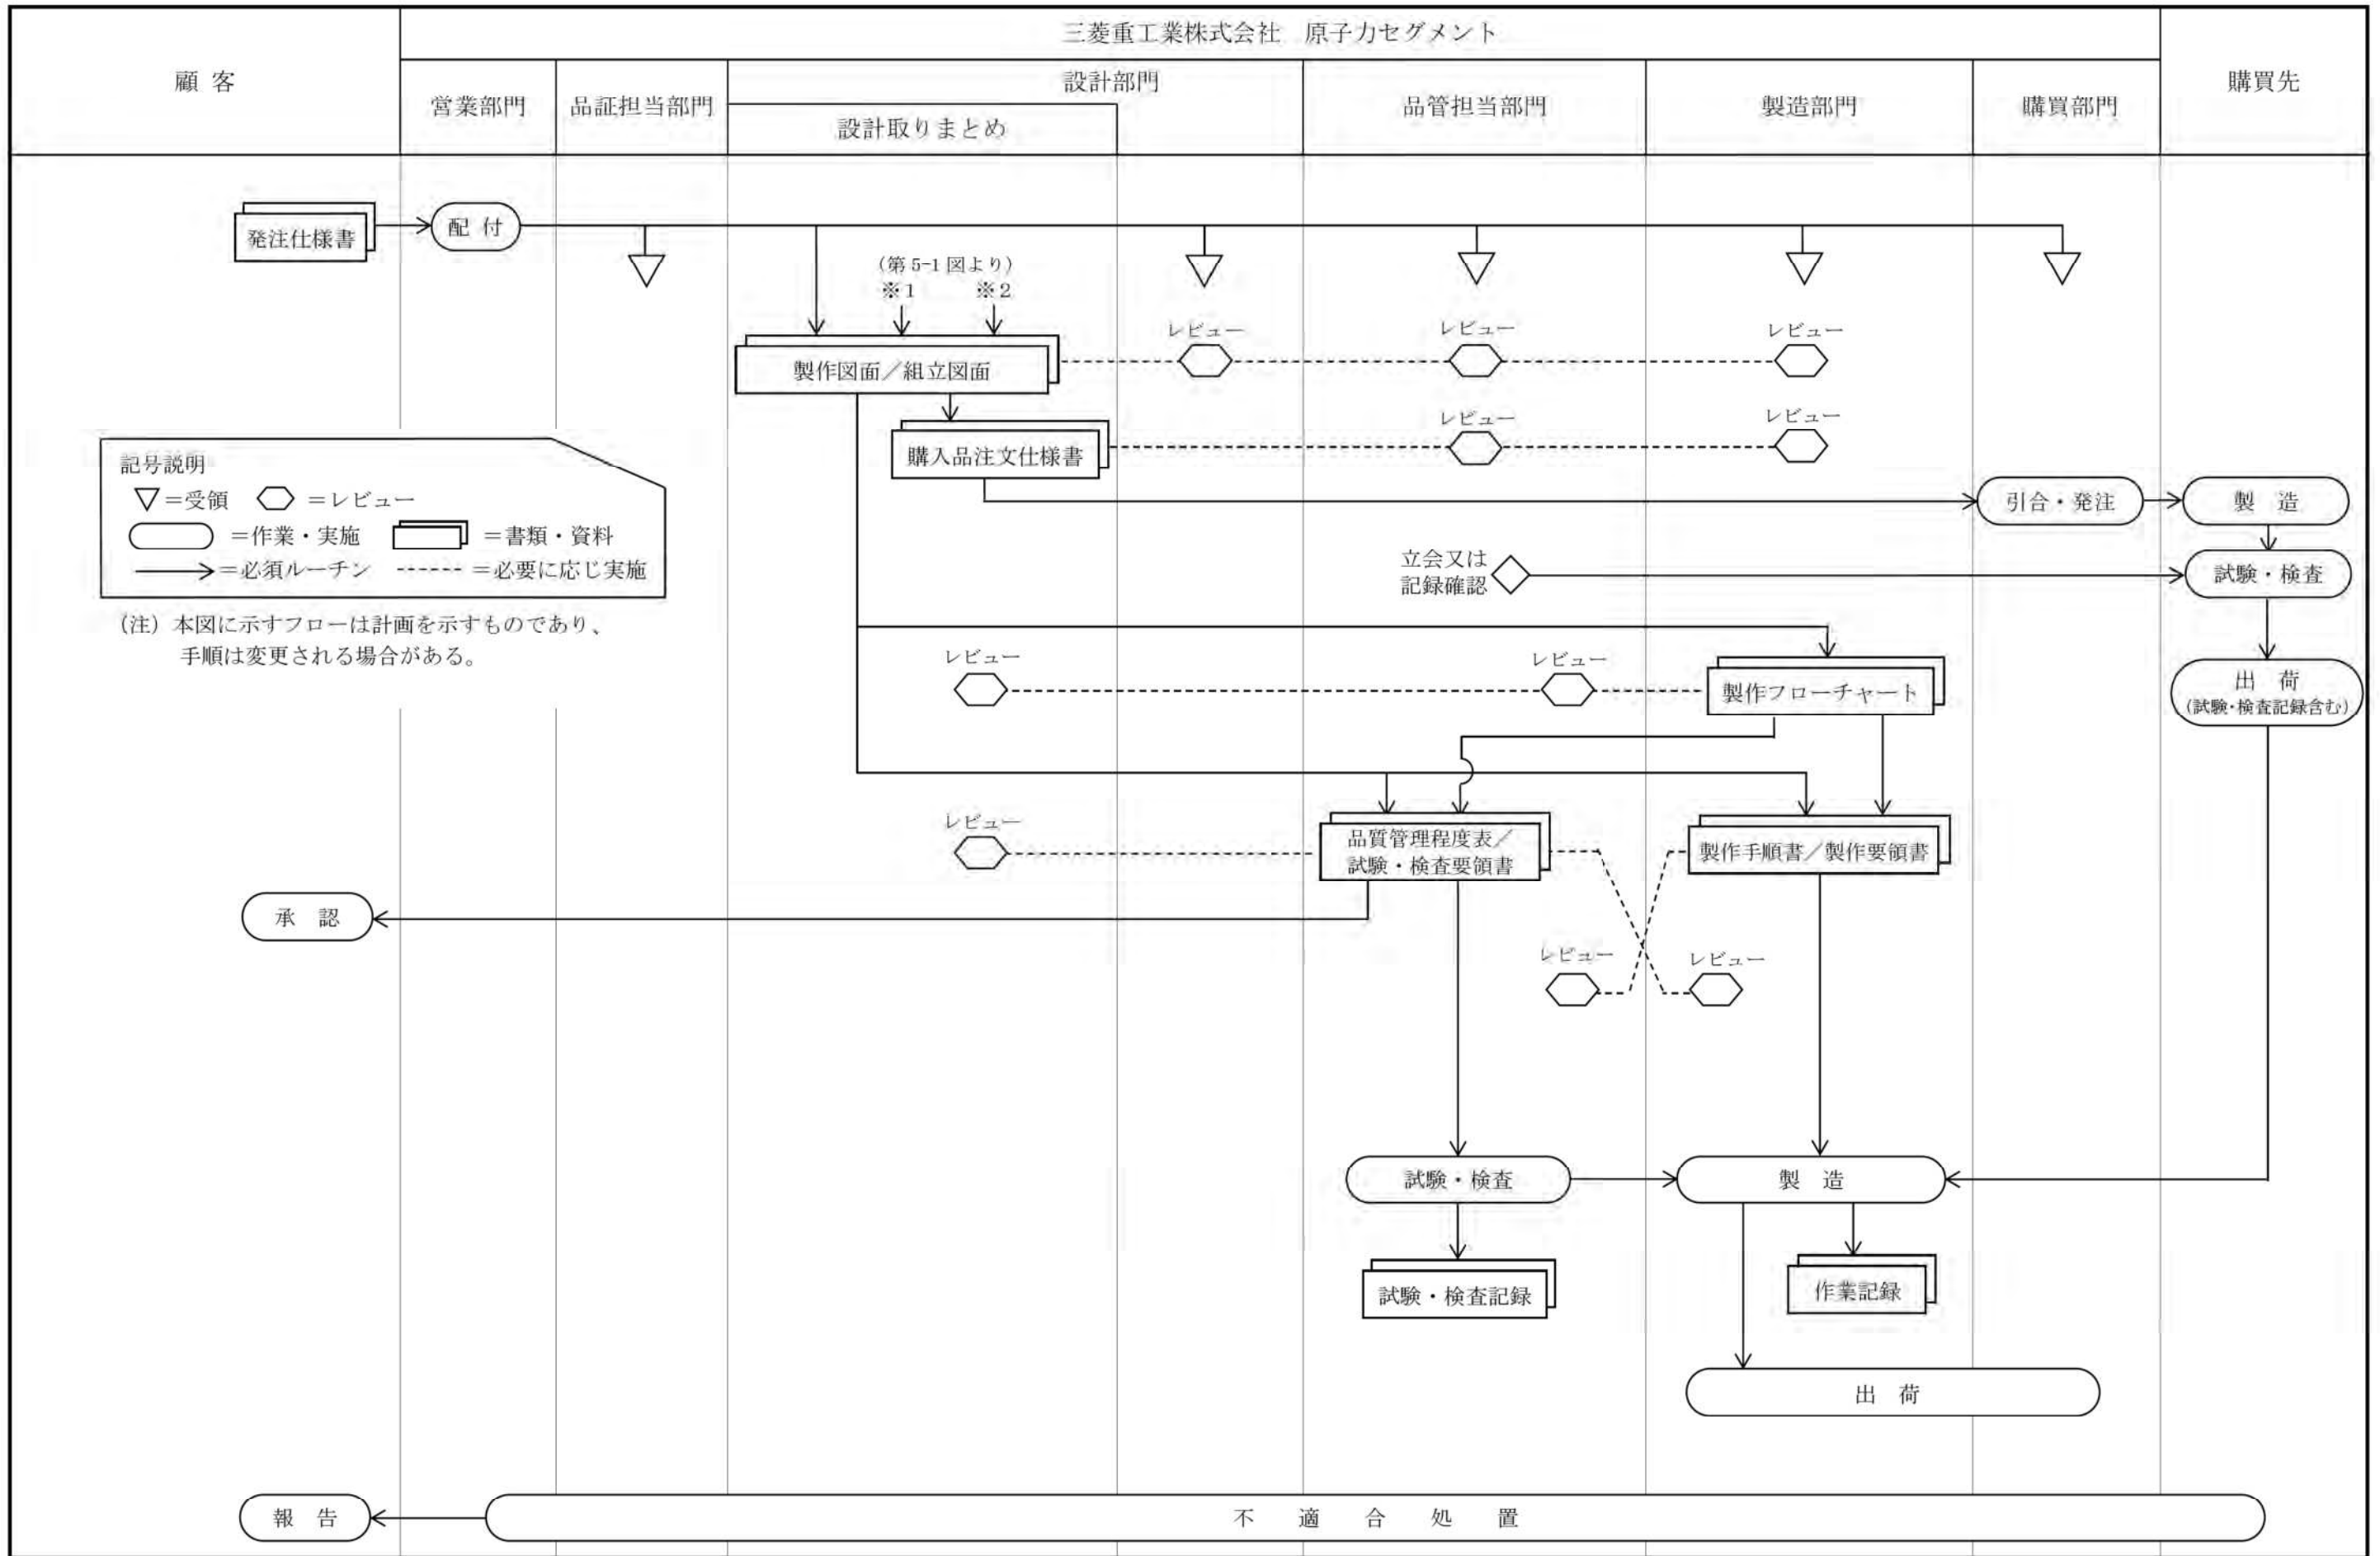 三菱重工業株式会社 原子力セグメント
顧 客
営業部門
品証担当部門
設計部門
設計取りまとめ
品管担当部門
製造部門
購買部門
購買先
発注仕様書
配 付
(第 5-1 図より)
※1 ※2
製作図面／組立図面
レビュー
レビュー
レビュー
購入品注文仕様書
レビュー
レビュー
記号説明
▽＝受領 ＝レビュー
＝作業・実施 ＝書類・資料
＝必須ルーチン ------ ＝必要に応じ実施
(注) 本図に示すフローは計画を示すものであり、
手順は変更される場合がある。
引合・発注
製 造
立会又は
記録確認
試験・検査
レビュー
レビュー
製作フローチャート
出 荷
(試験・検査記録含む)
レビュー
品質管理程度表／
試験・検査要領書
製作手順書／製作要領書
承 認
レビュー
レビュー
試験・検査
製 造
試験・検査記録
作業記録
出 荷
報 告
不 適 合 処 置